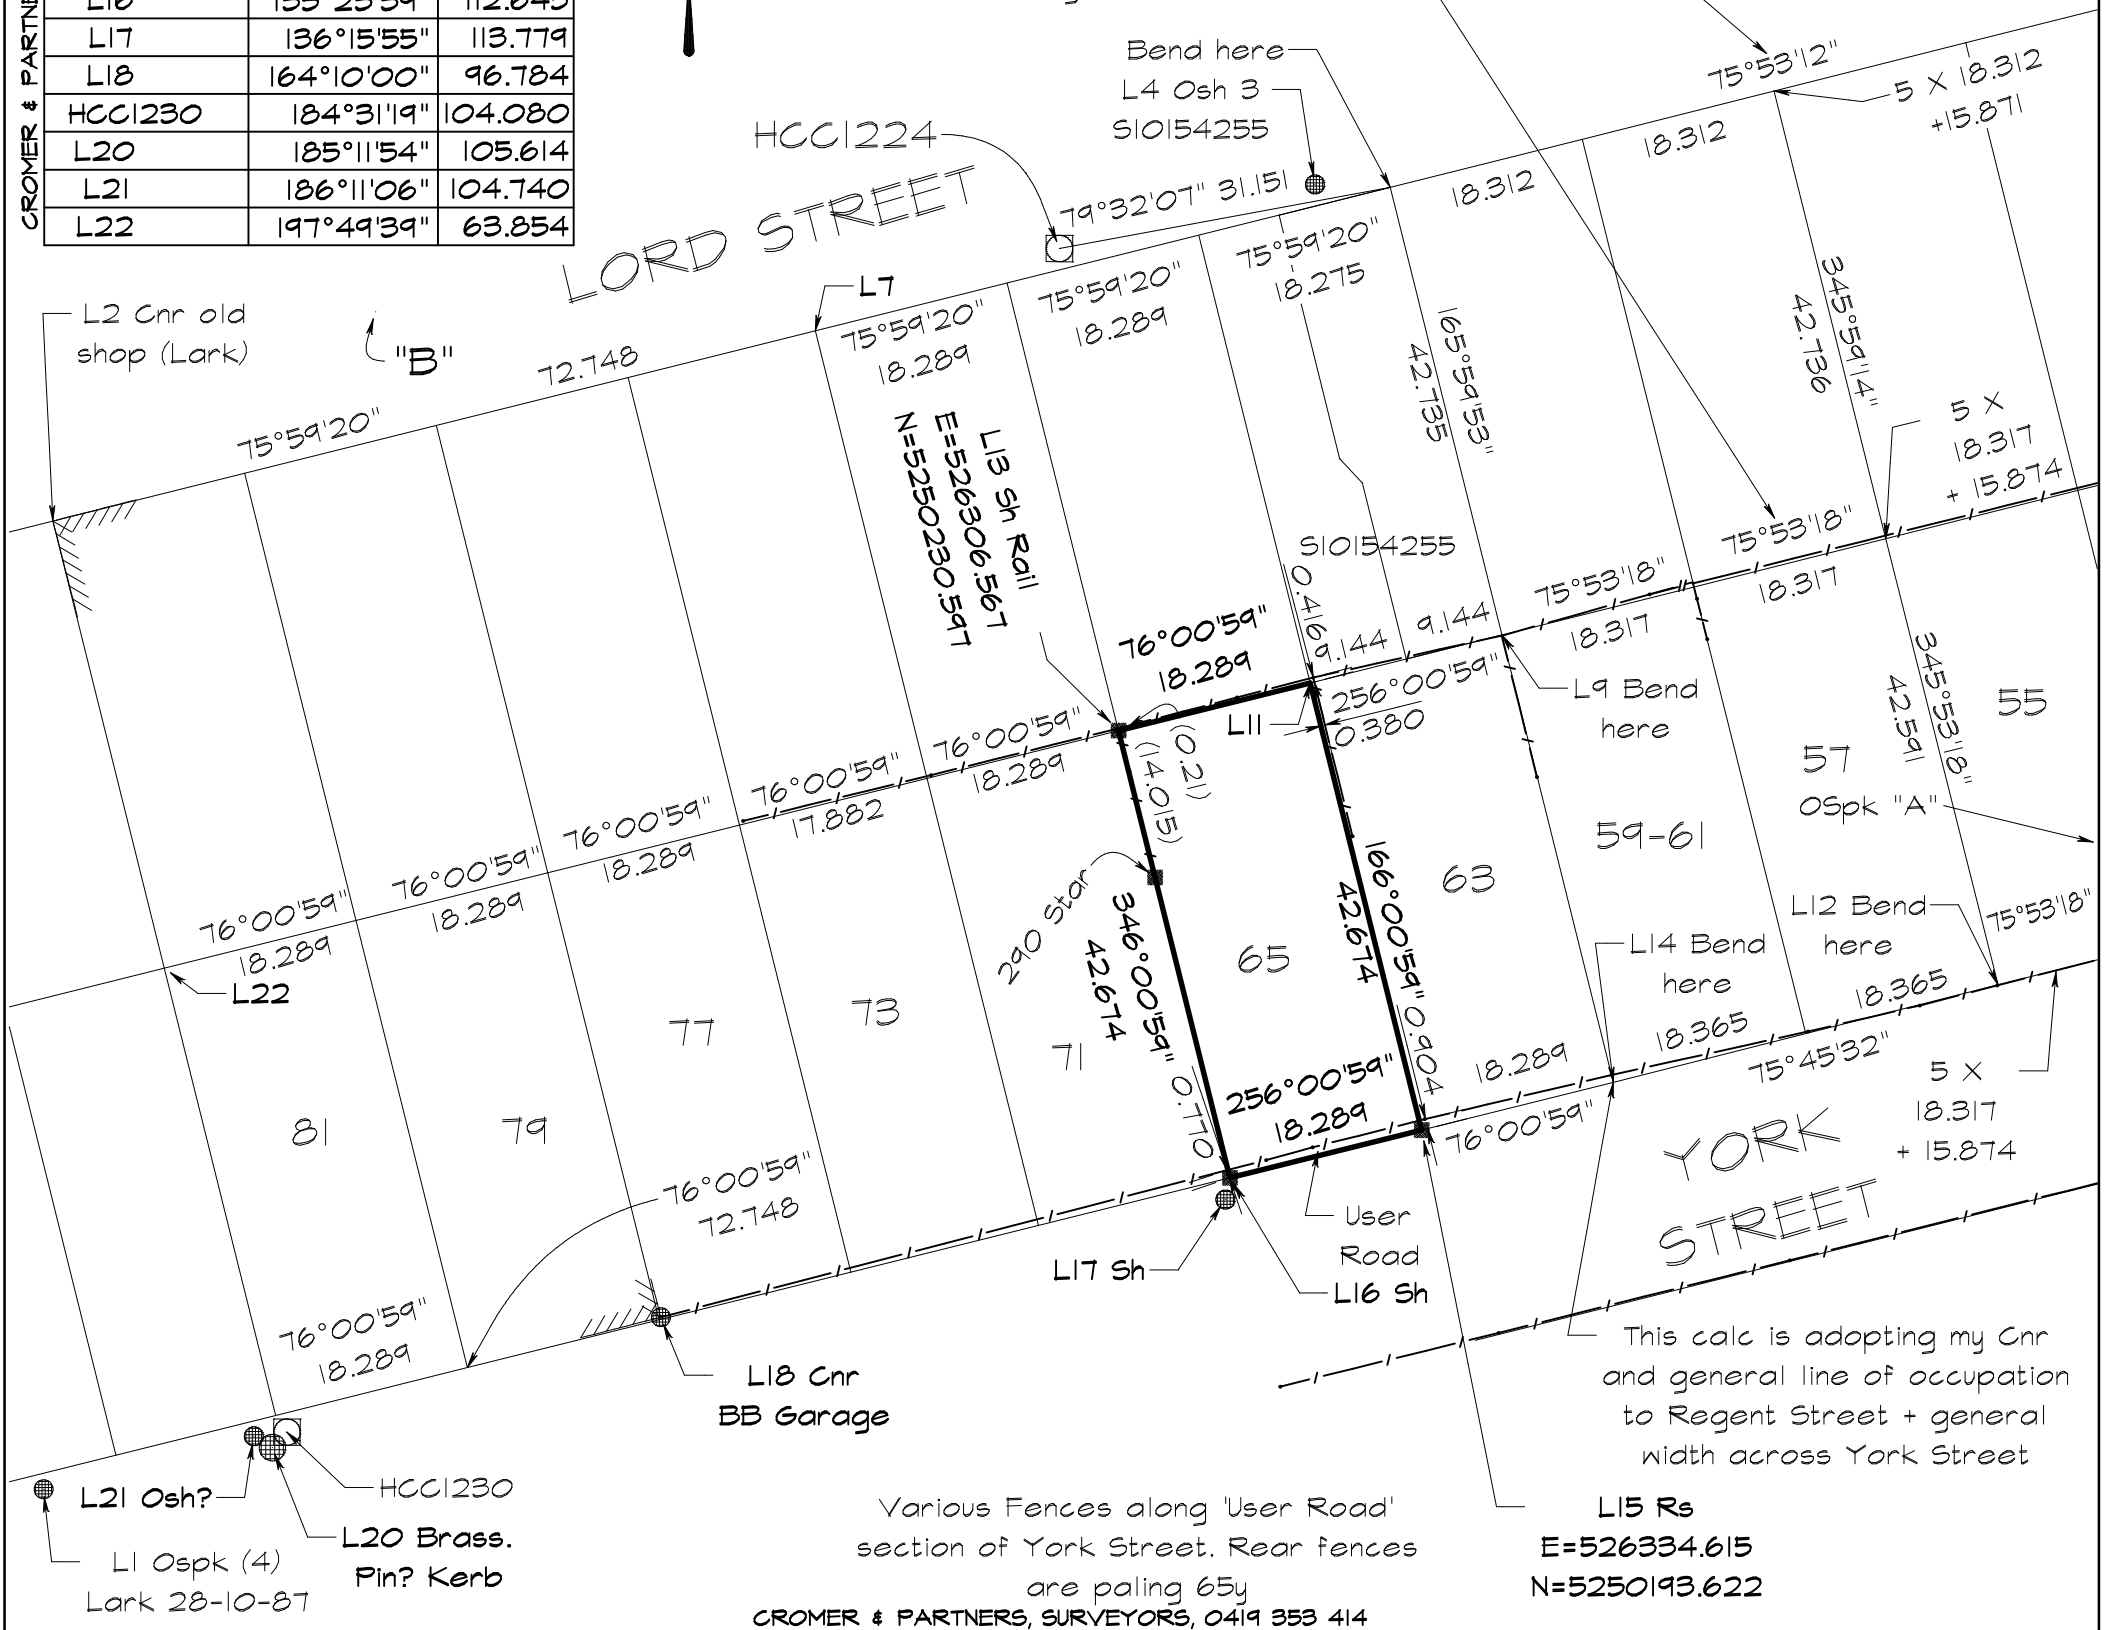 CROMER & PARTNE
L16 155°25'59" 112.645
L17 136°15'55" 113.779
L18 164°10'00" 96.784
HCC1230 184°31'19" 104.080
L20 185°11'54" 105.614
L21 186°11'06" 104.740
L22 197°49'39" 63.854
Bend here
L4 Osh 3
S10154255
HCC1224
LORD STREET
79°32'07" 31.151
75°53'12"
5 X 18.312
+15.871
18.312
18.312
75°59'20"
18.275
75°59'20"
18.289
L7
75°59'20"
18.289
L2 Cnr old
shop (Lark)
"B"
72.748
75°59'20"
165°59'53"
42.735
345°59'14"
42.736
5 X
18.317
+ 15.874
L13 Sh Rail
E=526306.567
N=5250230.597
S10154255
0.416
9.144
9.144
75°53'18"
18.317
75°53'18"
18.317
76°00'59"
18.289
256°00'59"
0.380
L11
L9 Bend
here
345°53'18"
42.591
55
57
OSpk "A"
59-61
63
(0.21)
(14.015)
76°00'59"
18.289
76°00'59"
17.882
76°00'59"
18.289
76°00'59"
18.289
76°00'59"
18.289
L22
290 Star
346°00'59"
42.674
166°00'59"
42.674
65
0.904
0.770
256°00'59"
18.289
L12 Bend
here
75°53'18"
L14 Bend
here
18.365
18.365
75°45'32"
18.289
76°00'59"
5 X
18.317
+ 15.874
YORK
STREET
81
79
77
73
71
76°00'59"
72.748
76°00'59"
18.289
User
Road
L17 Sh
L16 Sh
L18 Cnr
BB Garage
This calc is adopting my Cnr
and general line of occupation
to Regent Street + general
width across York Street
L21 Osh?
HCC1230
L20 Brass.
Pin? Kerb
L1 Ospk (4)
Lark 28-10-87
Various Fences along 'User Road'
section of York Street. Rear fences
are paling 65y
L15 Rs
E=526334.615
N=5250193.622
CROMER & PARTNERS, SURVEYORS, 0419 353 414